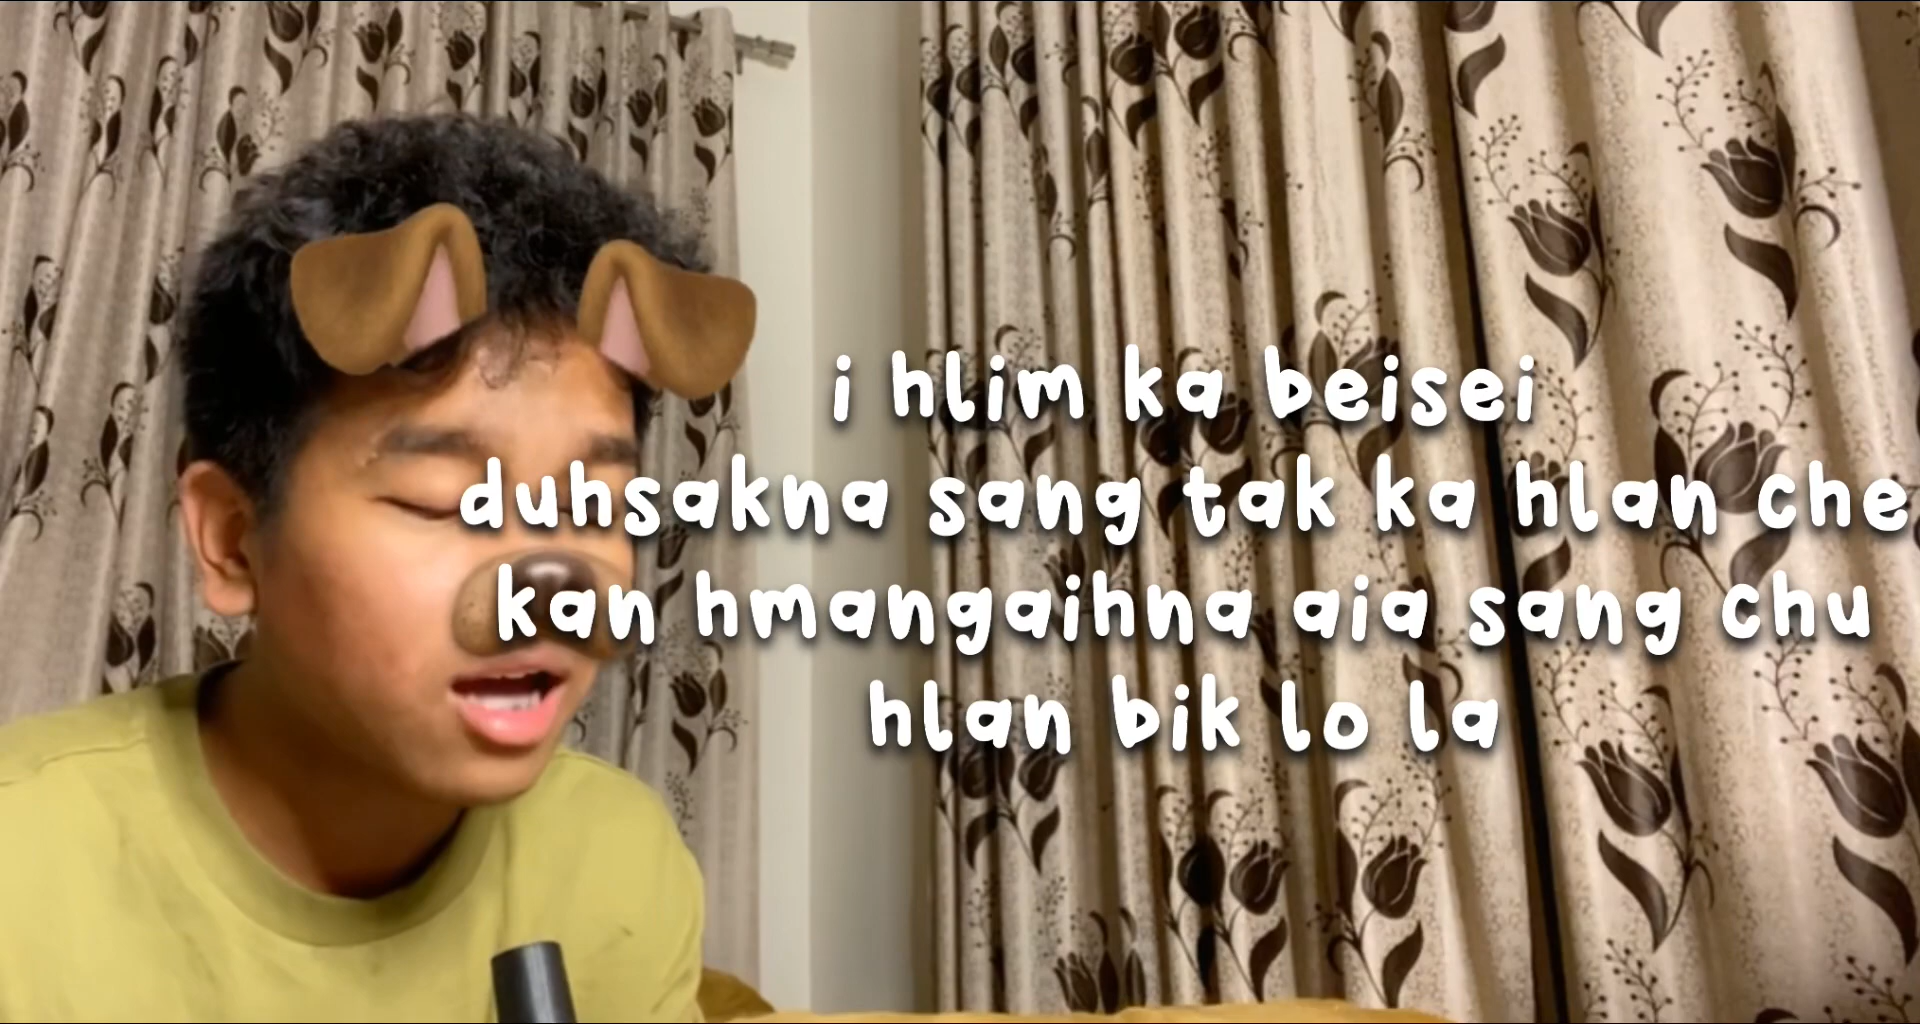 i hlim ka beisei
duhsakna sang tak ka hlan che
kan hmangaihna aia sang chu
hlan bik lo la